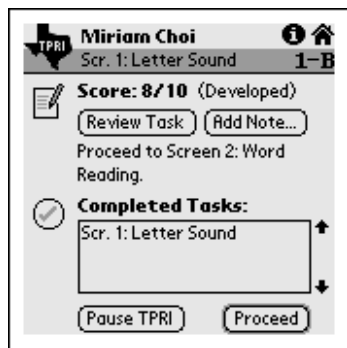 TPRI
Miriam Choi
Scr. 1: Letter Sound 1-B
Score: 8/10 (Developed)
Review Task Add Note...
Proceed to Screen 2: Word
Reading.
Completed Tasks:
Scr. 1: Letter Sound
Pause TPRI Proceed